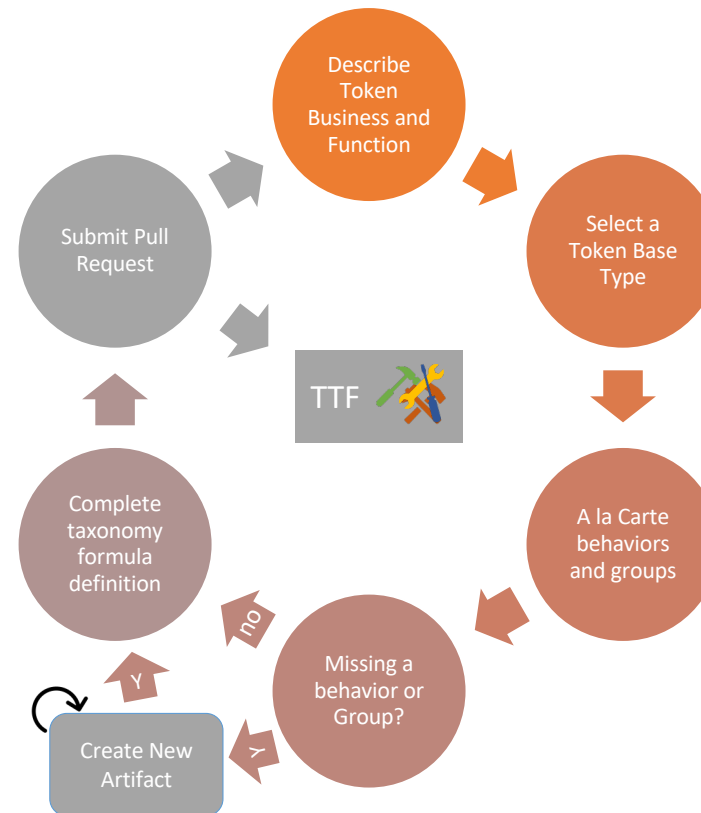 Describe
Token
Business and
Function
Select a
Token Base
Type
A la Carte
behaviors
and groups
Missing a
behavior or
Group?
Y
Create New
Artifact
Y
no
Complete
taxonomy
formula
definition
Submit Pull
Request
TTF